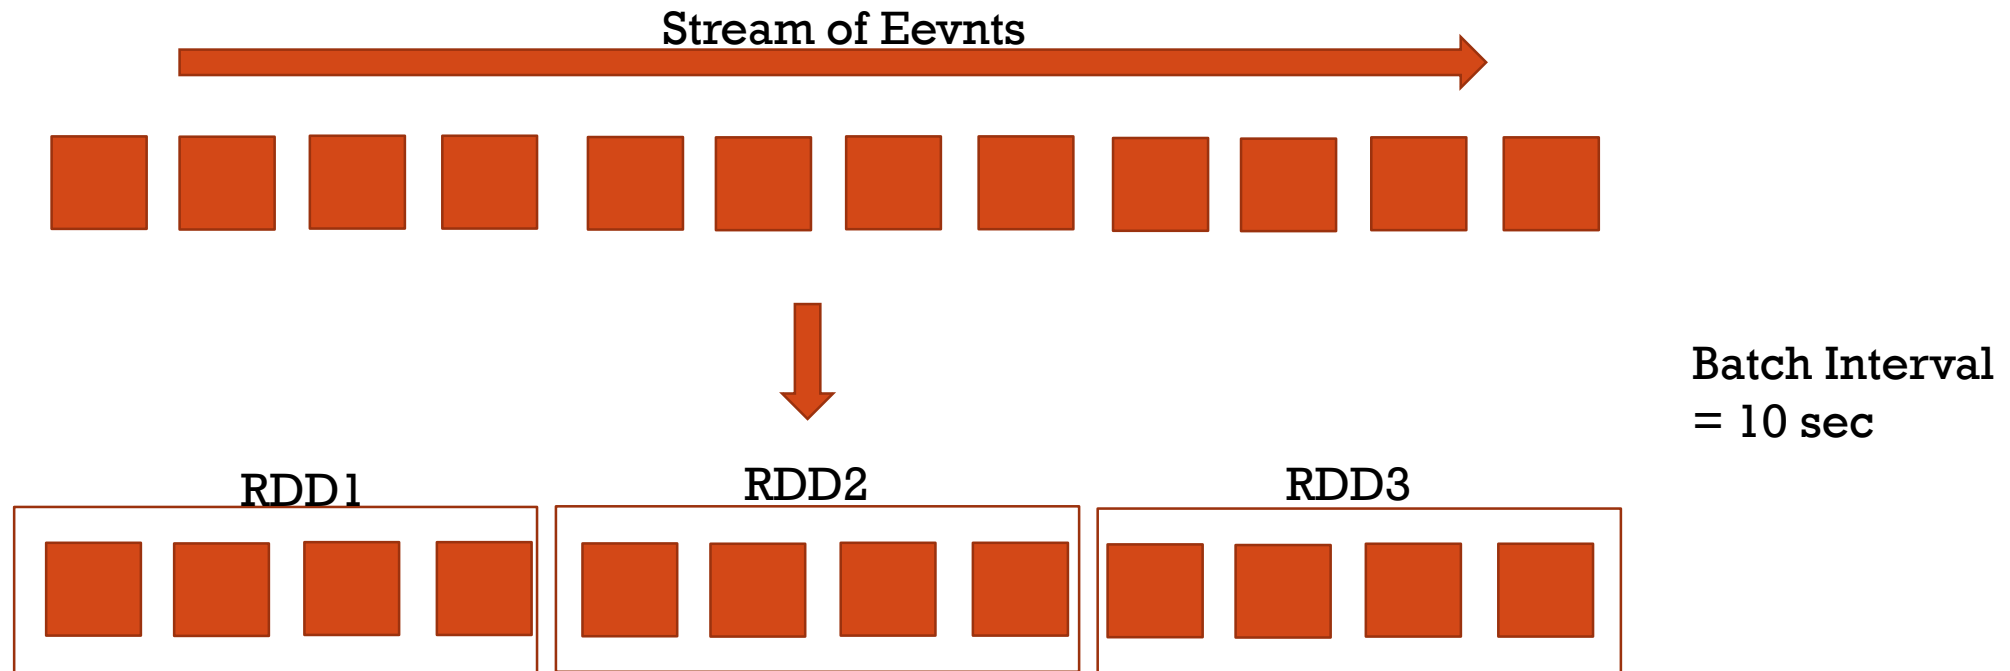 Stream of Eevnts
Batch Interval
= 10 sec
RDD1
RDD2
RDD3